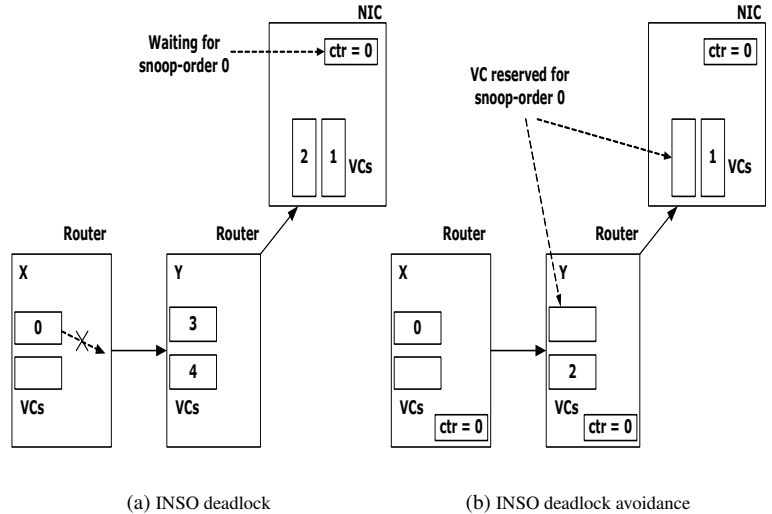 NIC
Waiting for
snoop-order 0
ctr = 0
2
1
VCs
Router
Router
X
Y
0
3
4
VCs
VCs
(a) INSO deadlock
NIC
ctr = 0
VC reserved for
snoop-order 0
1
VCs
Router
Router
X
Y
0
2
VCs
VCs
ctr = 0
ctr = 0
(b) INSO deadlock avoidance